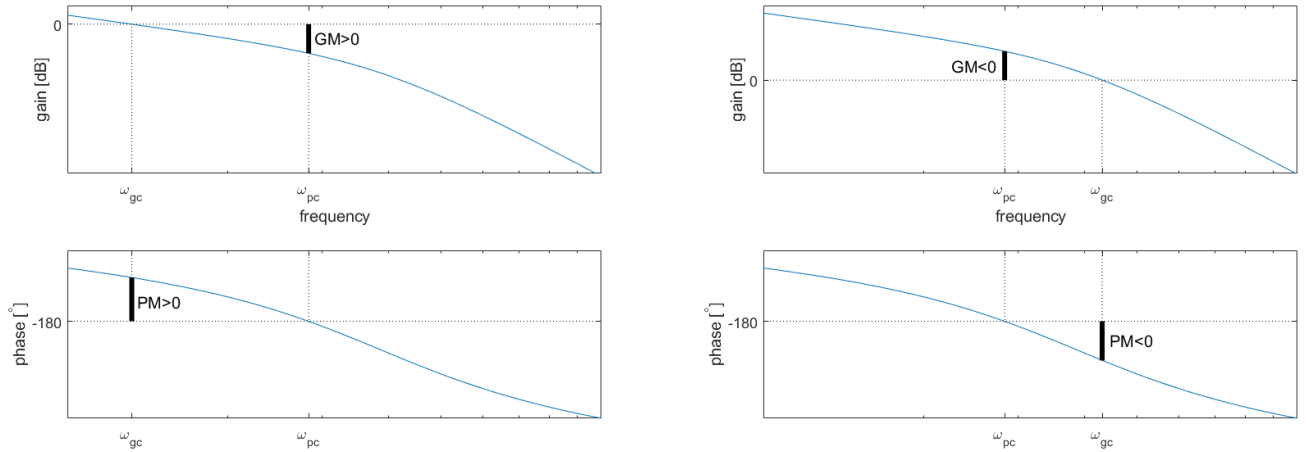 0
GM>0
gain [dB]
ω_gc
ω_pc
frequency
PM>0
-180
phase [°]
ω_gc
ω_pc
GM<0
0
gain [dB]
ω_pc
ω_gc
frequency
-180
PM<0
phase [°]
ω_pc
ω_gc